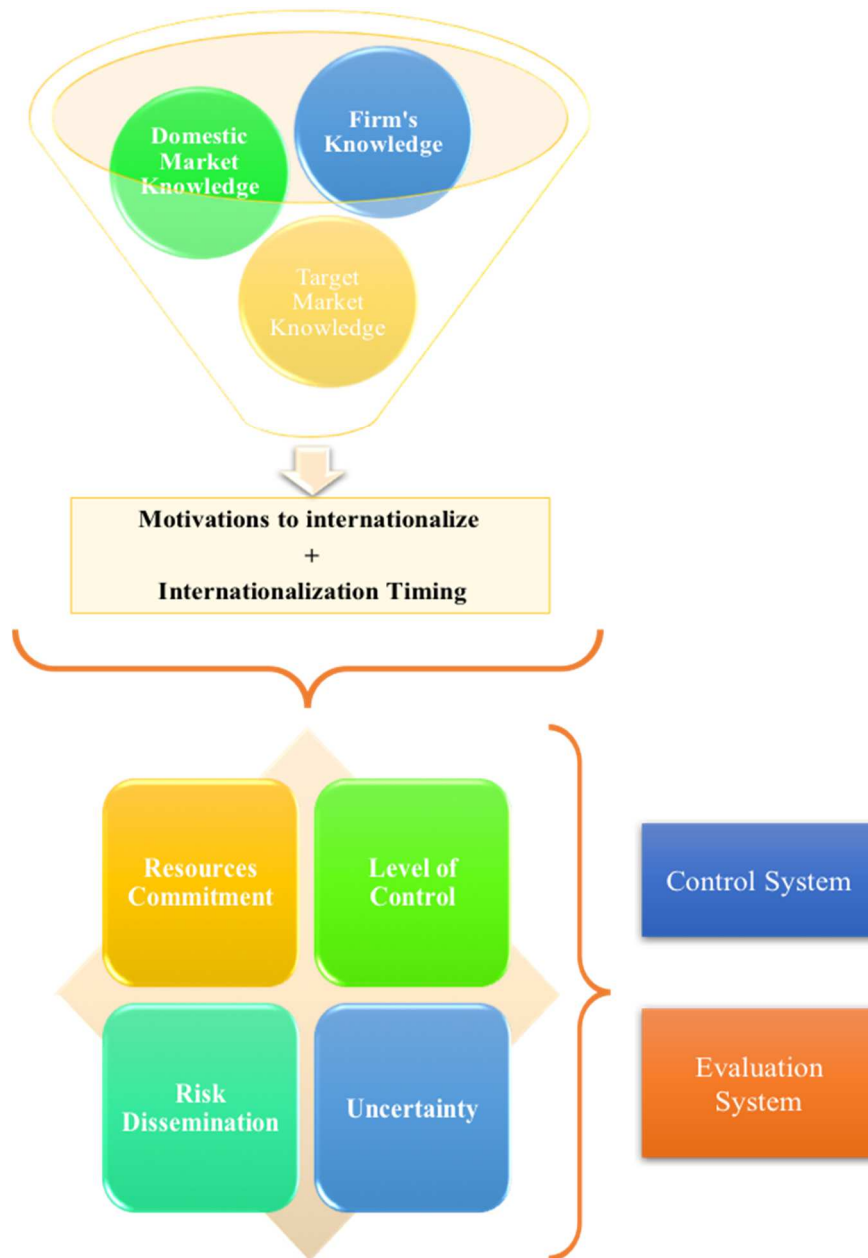 Domestic
Market
Knowledge
Firm's
Knowledge
Target
Market
Knowledge
Motivations to internationalize
+
Internationalization Timing
Resources
Commitment
Level of
Control
Risk
Dissemination
Uncertainty
Control System
Evaluation
System